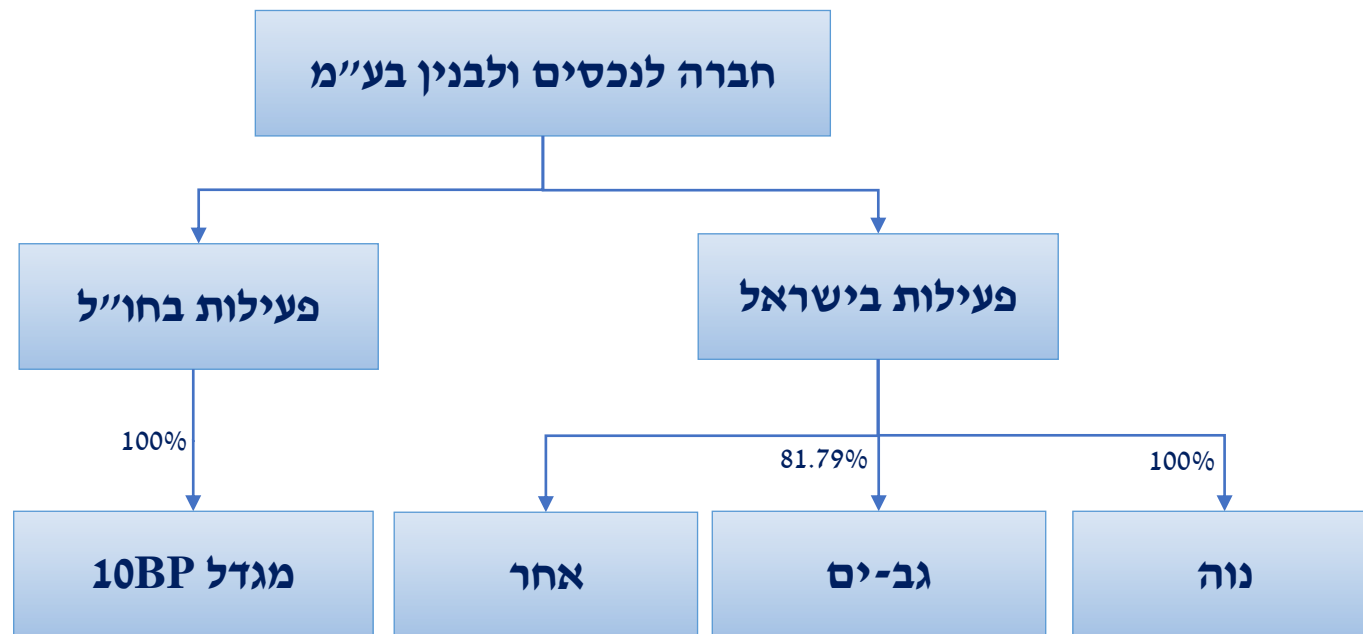 חברה לנכסים ולבנין בע״מ
פעילות בישראל
פעילות בחו״ל
100%
81.79%
100%
נוה
גב-ים
אחר
מגדל 10BP